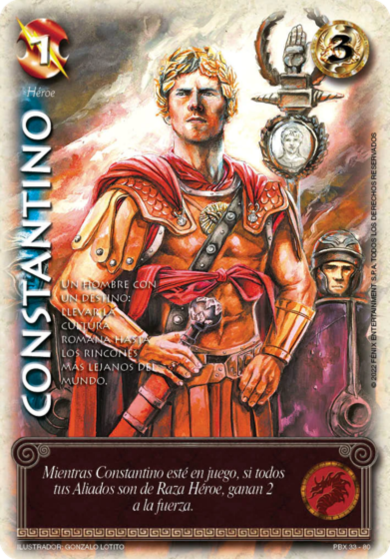 1
3
Héroe
CONSTANTINO
UN HOMBRE CON
UN DESTINO:
LLEVAR LA
CULTURA
ROMANA HASTA
LOS RINCONES
MAS LEJANOS DEL
MUNDO.
© 2022 FENIX ENTERTAINMENT S.P.A. TODOS LOS DERECHOS RESERVADOS
Mientras Constantino esté en juego, si todos
tus Aliados son de Raza Héroe, ganan 2
a la fuerza.
ILUSTRADOR: GONZALO LOTITO
PBX 33 - 60